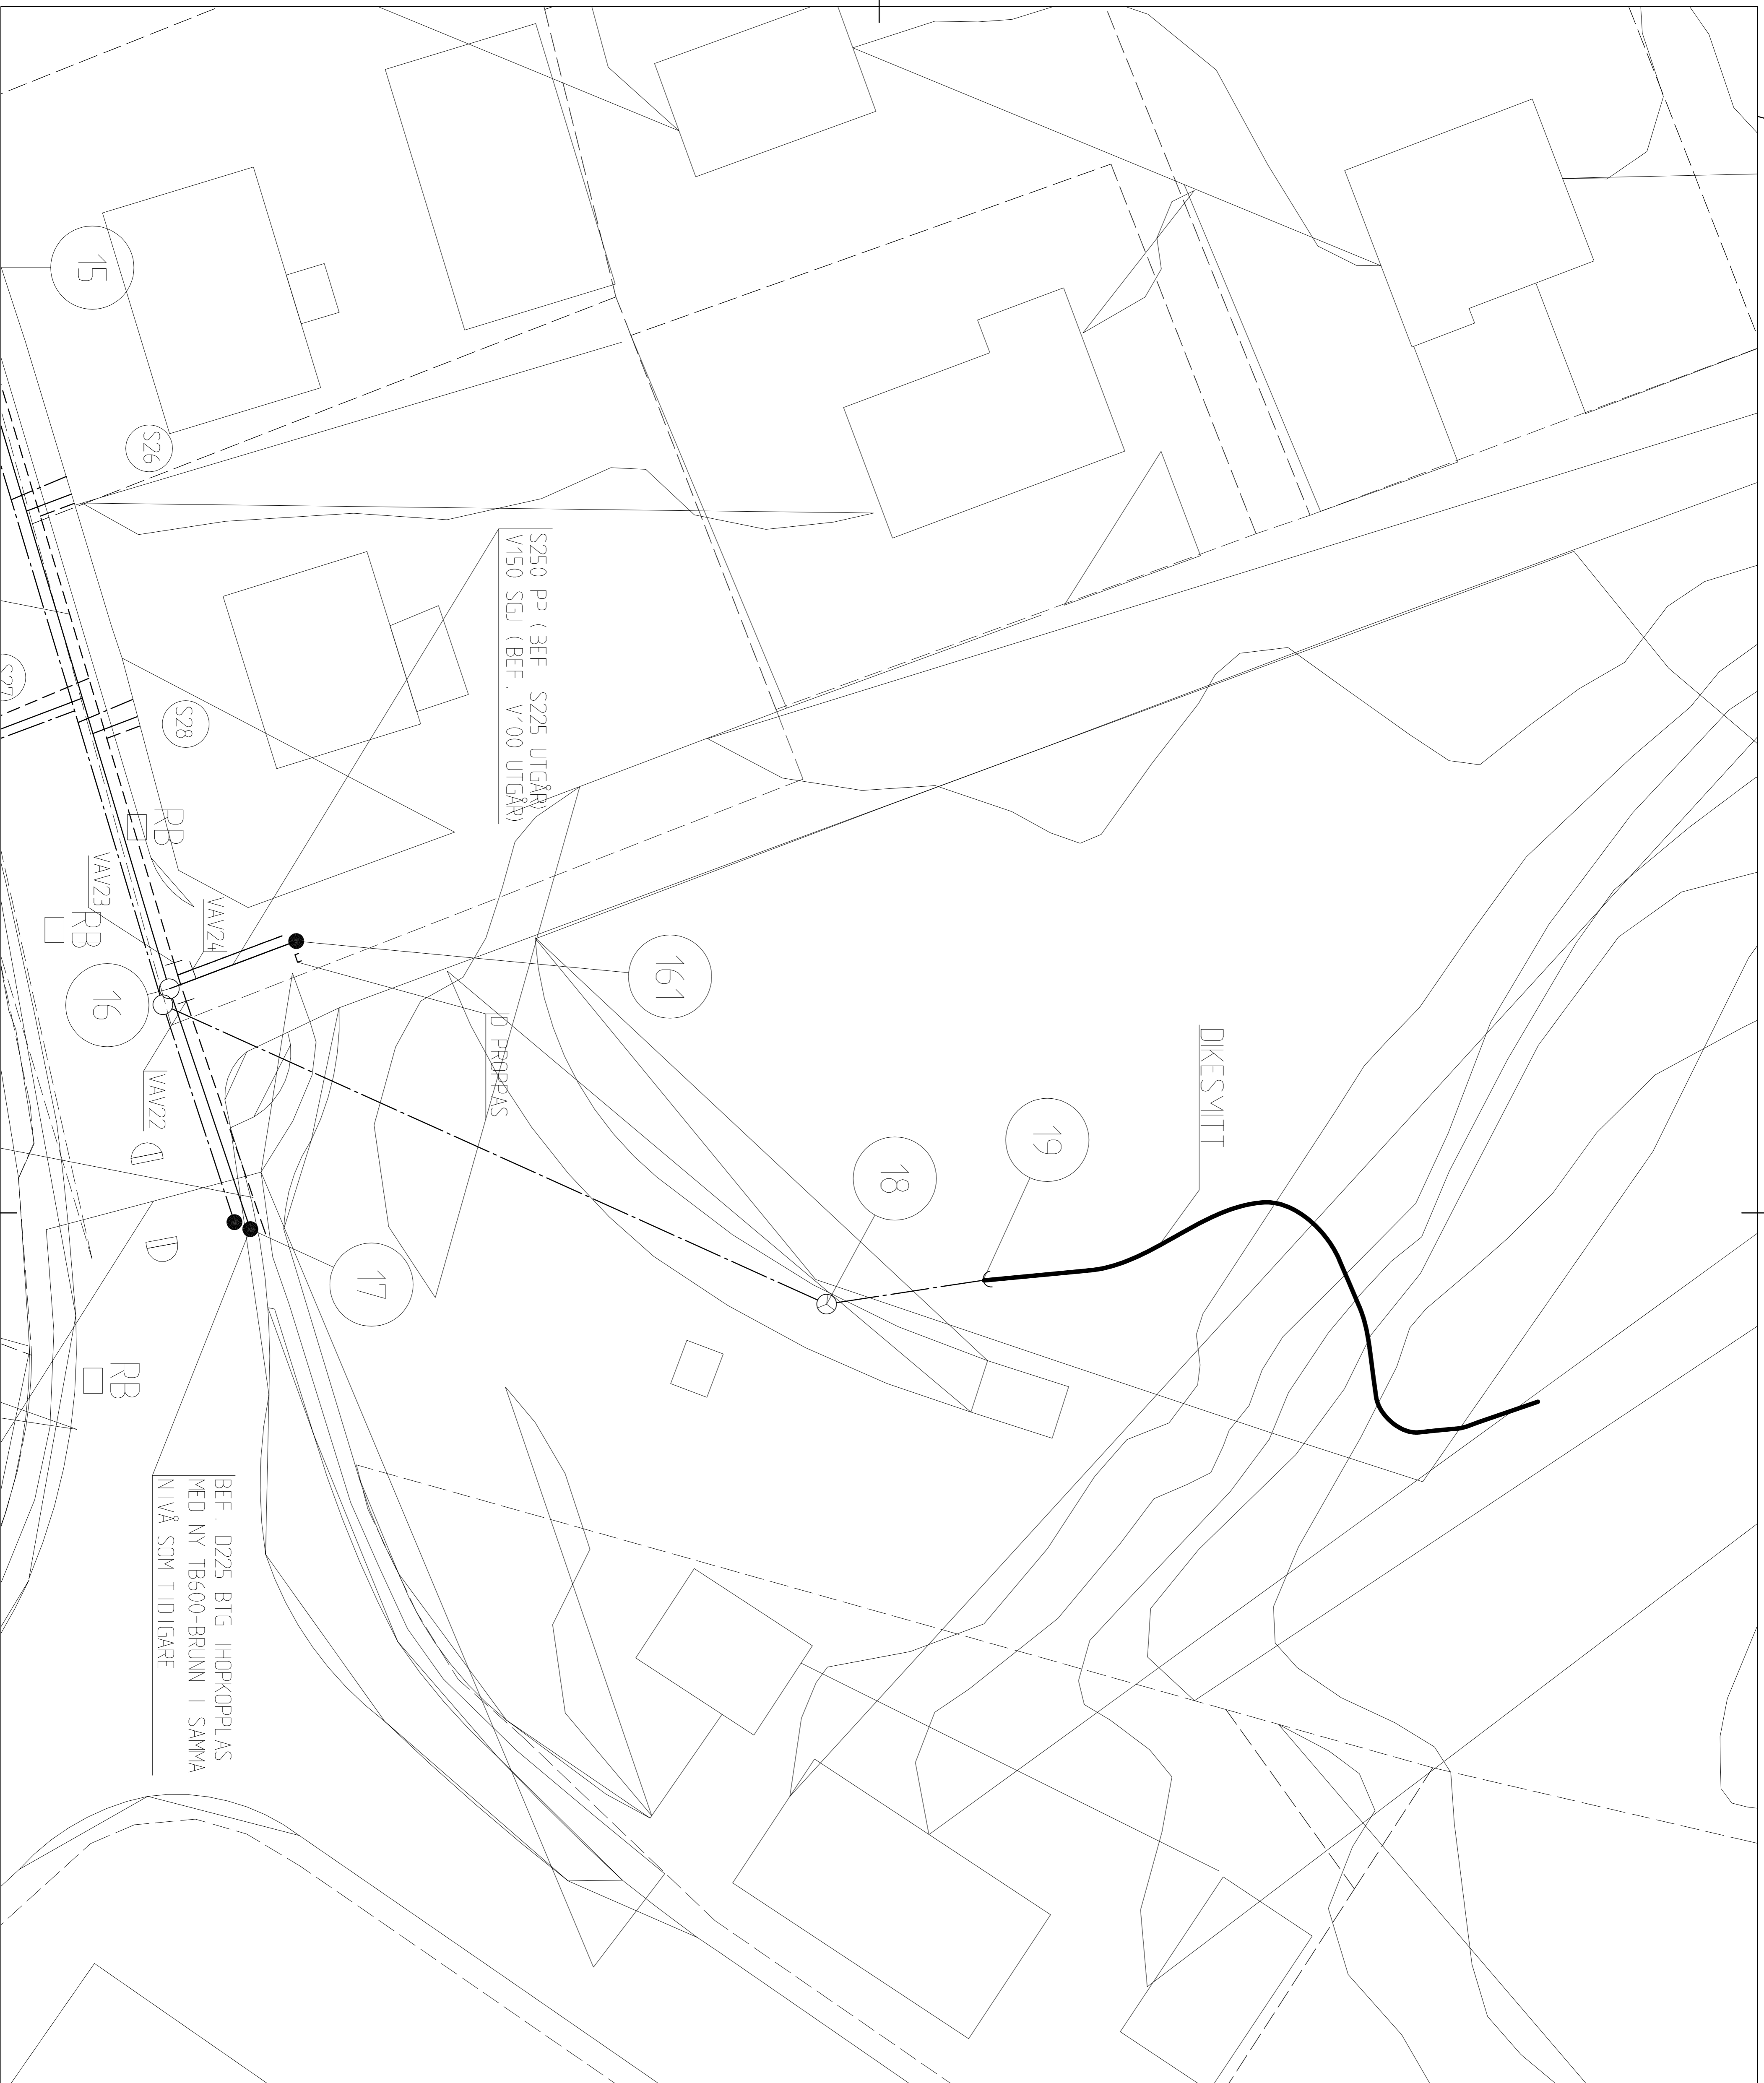 15
S26
S27
S28
S250 PP (BEF. S225 UTGÅR)
V150 SGJ (BEF. V100 UTGÅR)
RB
VAV23
RB
VAV24
16
161
D PROPPAS
VAV22
DIKESMITT
19
18
D
D
17
RB
BEF. D225 BTG IHOPKOPPLAS
MED NY TB600-BRUNN I SAMMA
NIVÅ SOM TIDIGARE